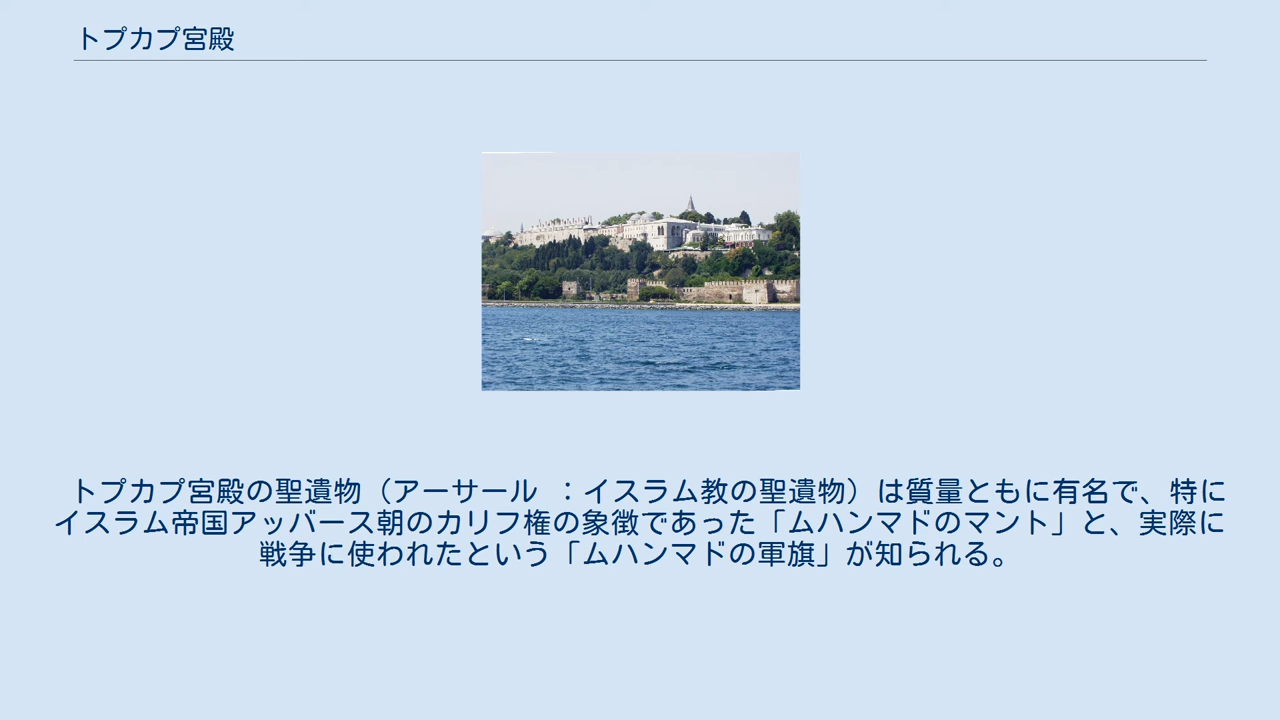 トプカプ宮殿
トプカプ宮殿の聖遺物（アーサール ：イスラム教の聖遺物）は質量ともに有名で、特に
イスラム帝国アッバース朝のカリフ権の象徴であった「ムハンマドのマント」と、実際に
戦争に使われたという「ムハンマドの軍旗」が知られる。